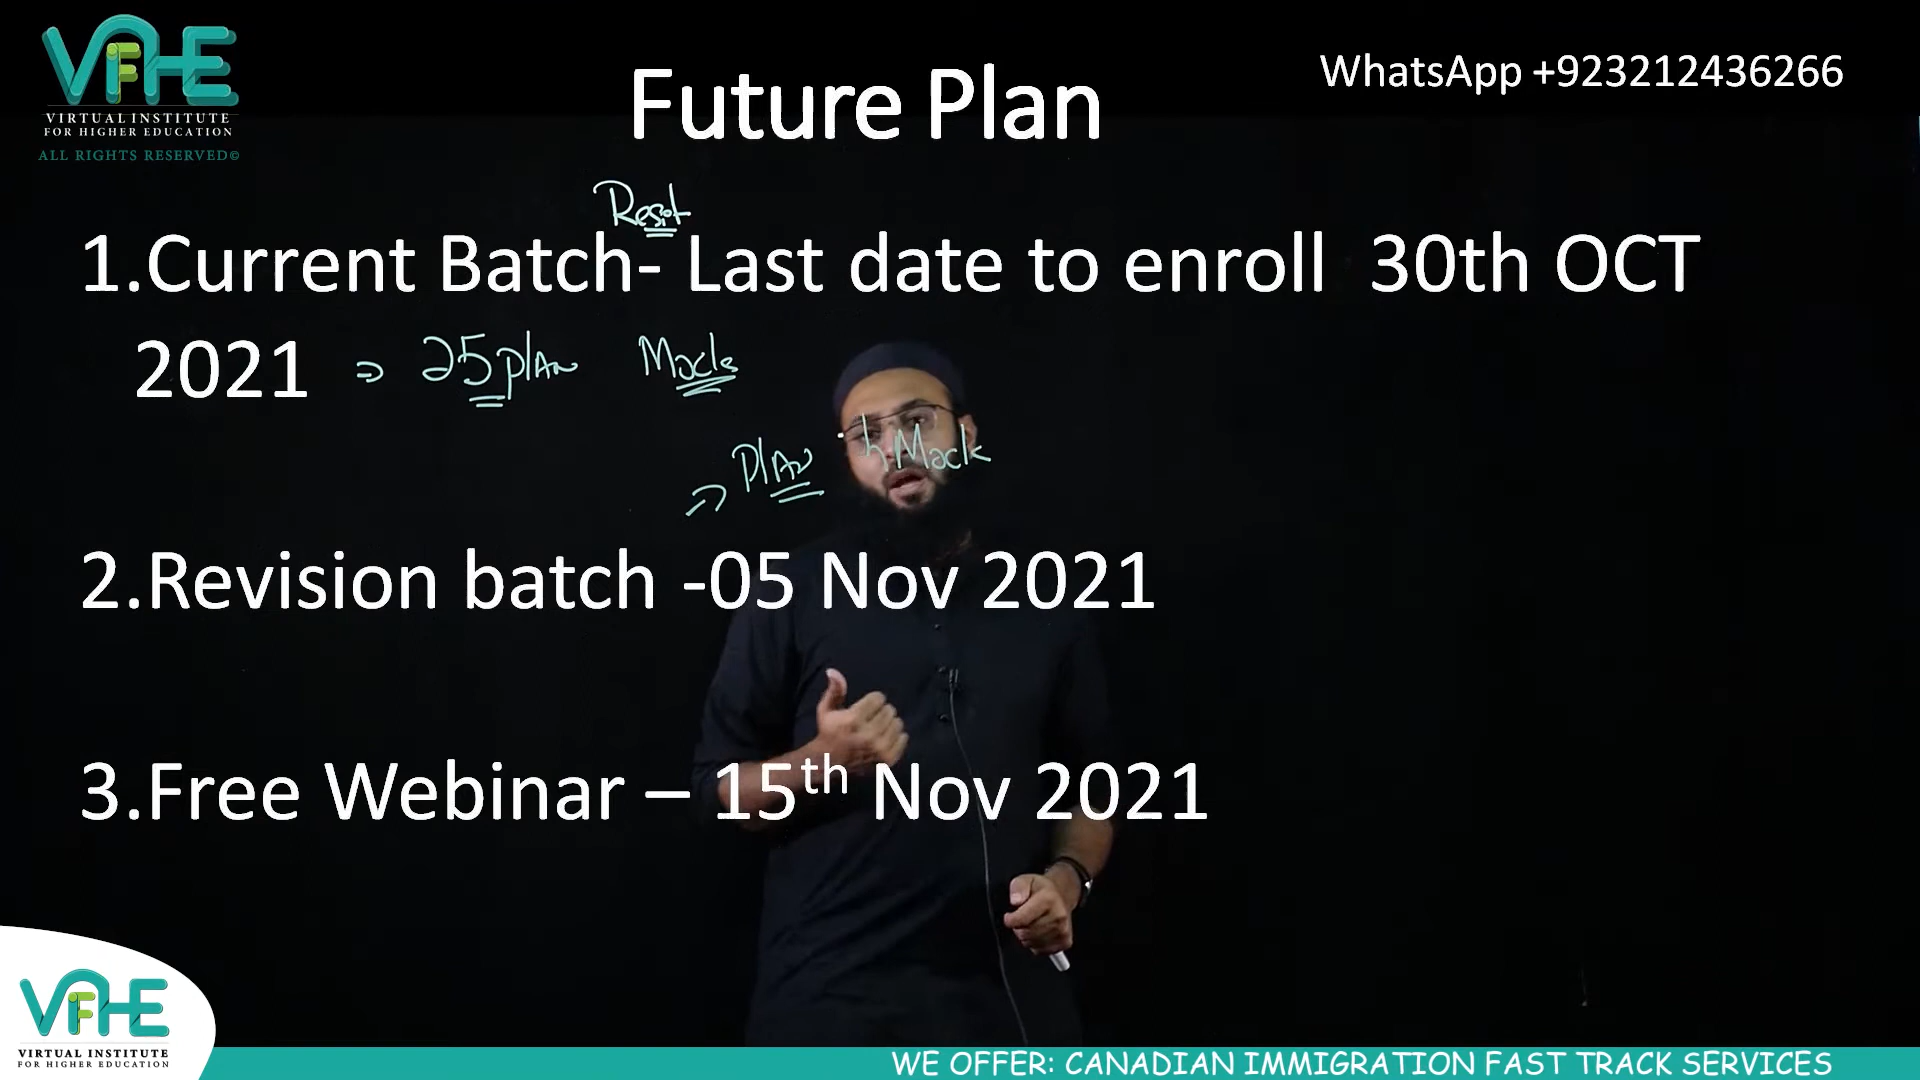 VIFHE
VIRTUAL INSTITUTE
FOR HIGHER EDUCATION
ALL RIGHTS RESERVED©
Future Plan
WhatsApp +923212436266
Resit
1.Current Batch- Last date to enroll 30th OCT
2021 ⇒ 25 plan Mocks
⇒ Plan Mock
2.Revision batch -05 Nov 2021
3.Free Webinar – 15th Nov 2021
VIFHE
VIRTUAL INSTITUTE
FOR HIGHER EDUCATION
WE OFFER: CANADIAN IMMIGRATION FAST TRACK SERVICES